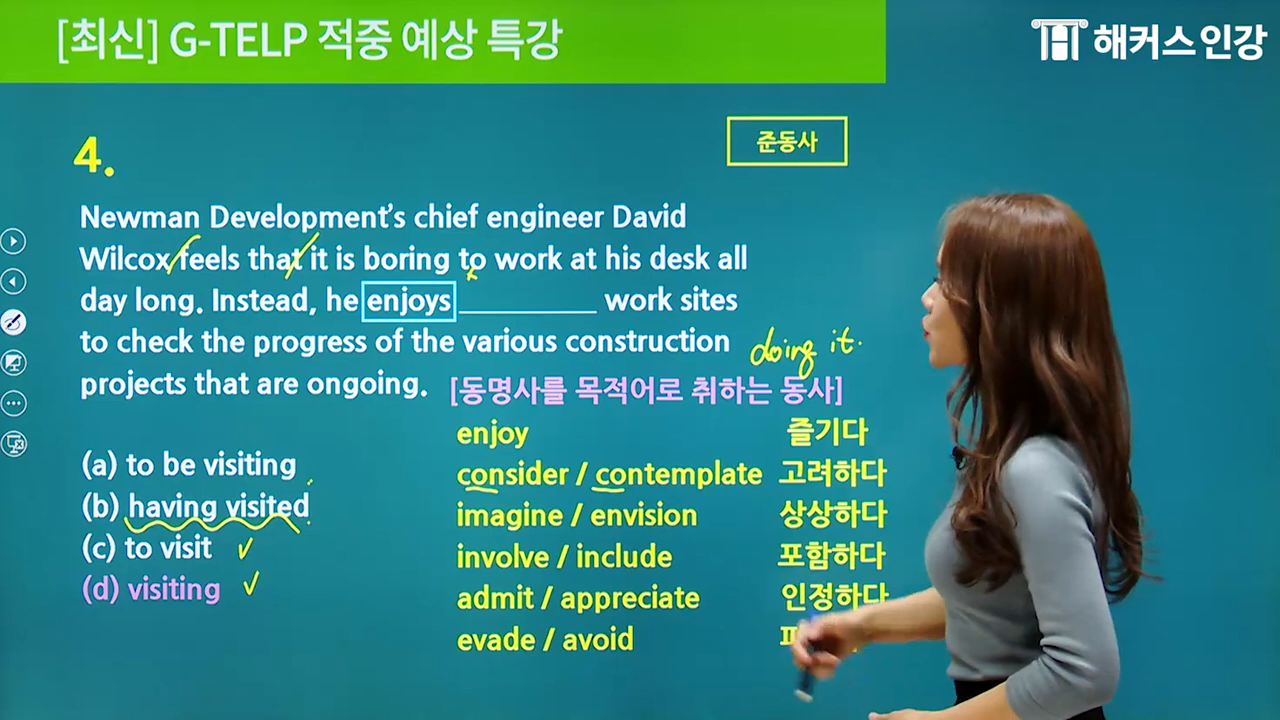 [최신] G-TELP 적중 예상 특강
해커스인강
4.
준동사
Newman Development's chief engineer David
Wilcox feels that it is boring to work at his desk all
day long. Instead, he enjoys __________ work sites
to check the progress of the various construction
projects that are ongoing.
doing it.
[동명사를 목적어로 취하는 동사]
(a) to be visiting
(b) having visited
(c) to visit
(d) visiting
enjoy 즐기다
consider / contemplate 고려하다
imagine / envision 상상하다
involve / include 포함하다
admit / appreciate 인정하다
evade / avoid